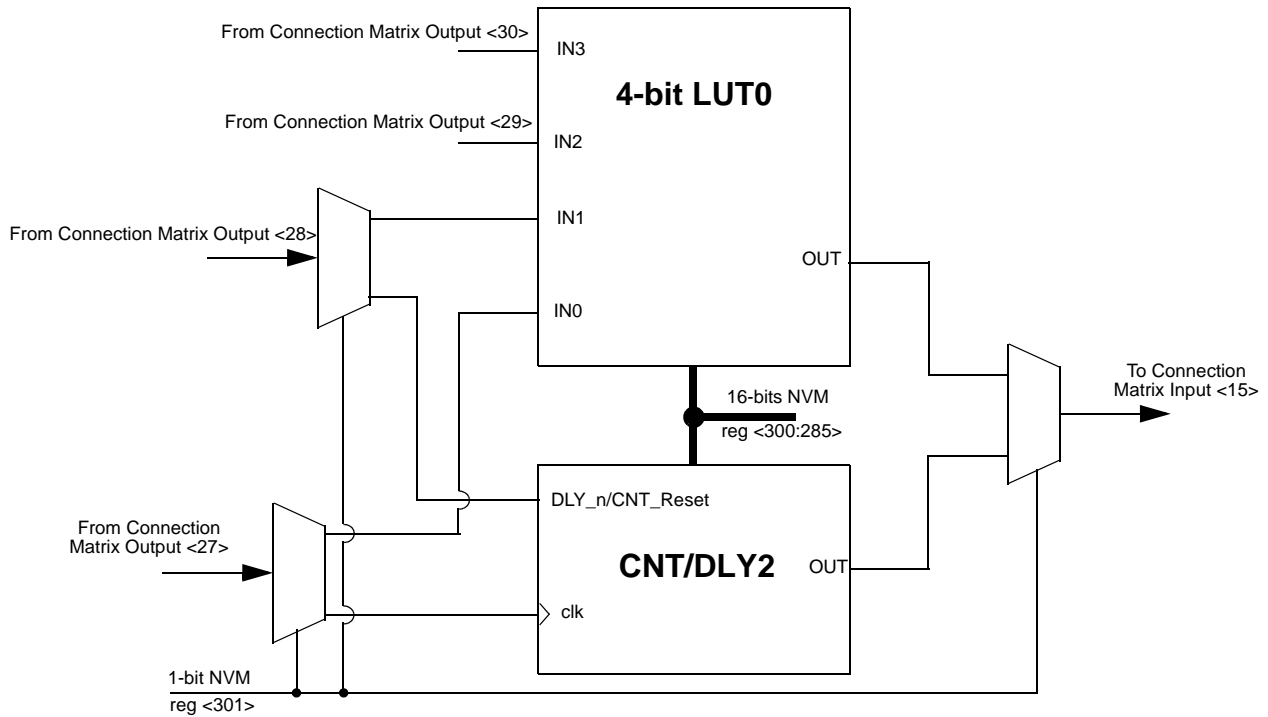 From Connection Matrix Output <30>
IN3
4-bit LUT0
From Connection Matrix Output <29>
IN2
IN1
From Connection Matrix Output <28>
OUT
IN0
To Connection
Matrix Input <15>
16-bits NVM
reg <300:285>
DLY_n/CNT_Reset
From Connection
Matrix Output <27>
CNT/DLY2
OUT
clk
1-bit NVM
reg <301>